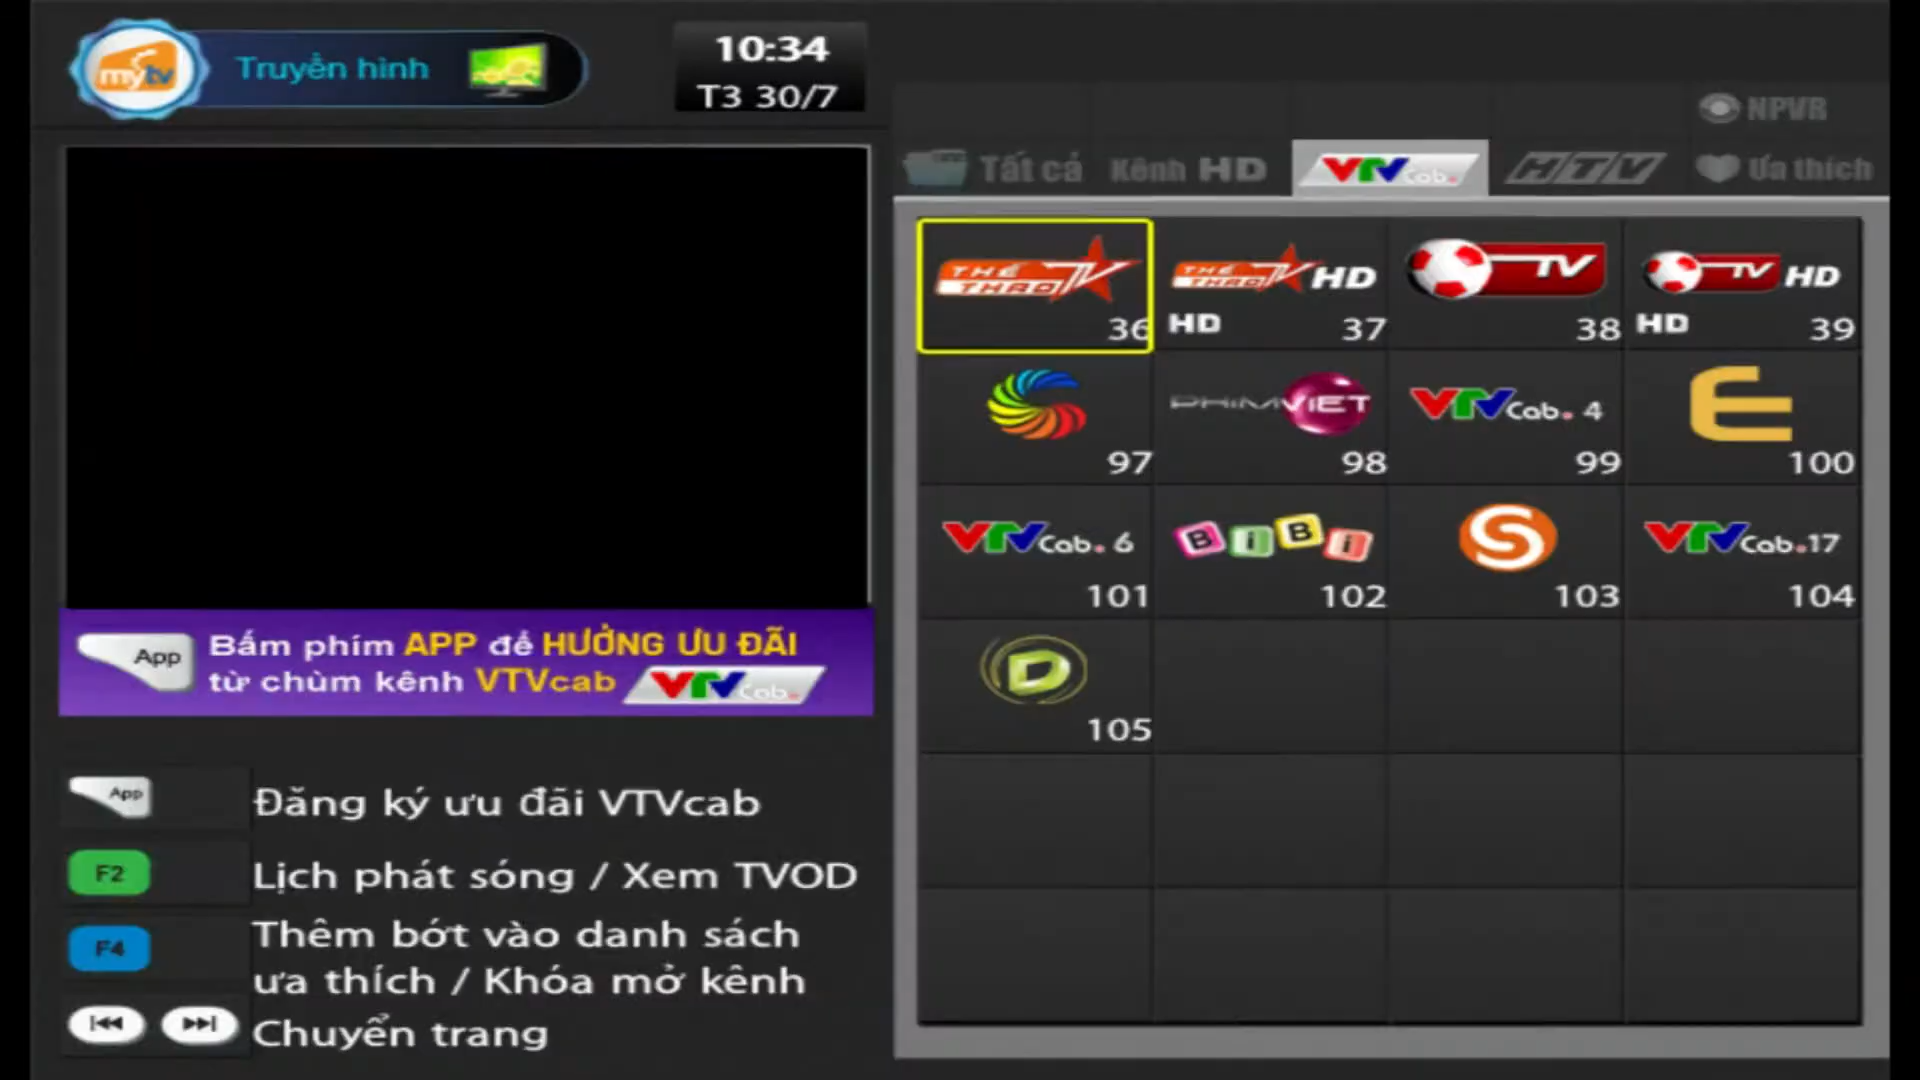 mytv
Truyền hình
10:34
T3 30/7
NPVR
Tất cả
Kênh HD
VTVCab.
HTV
Ưa thích
THỂ THAO TV
36
THỂ THAO TV HD
HD
37
TV
38
TV HD
HD
39
97
PHIMVIET
98
VTVCab. 4
99
E
100
VTVCab. 6
101
BiBi
102
S
103
VTVCab.17
104
D
105
App
Bấm phím APP để HƯỞNG ƯU ĐÃI
từ chùm kênh VTVcab VTVCab.
App
Đăng ký ưu đãi VTVcab
F2
Lịch phát sóng / Xem TVOD
F4
Thêm bớt vào danh sách
ưa thích / Khóa mở kênh
Chuyển trang